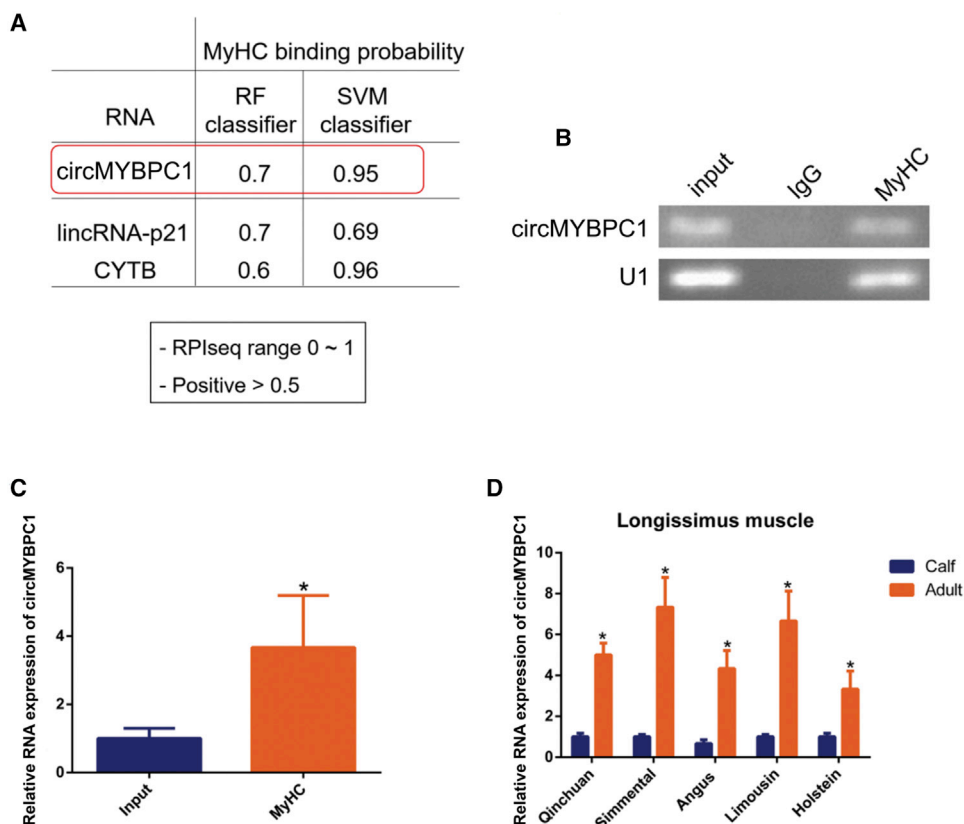 A
MyHC binding probability
RNA
RF classifier
SVM classifier
circMYBPC1 0.7 0.95
lincRNA-p21 0.7 0.69
CYTB 0.6 0.96
- RPIseq range 0 ~ 1
- Positive > 0.5
B
input IgG MyHC
circMYBPC1
U1
C
Relative RNA expression of circMYBPC1
6
4
2
0
*
Input MyHC
D
Longissimus muscle
Relative RNA expression of circMYBPC1
10
8
6
4
2
0
* * * * *
Qinchuan Simmental Angus Limousin Holstein
Calf
Adult